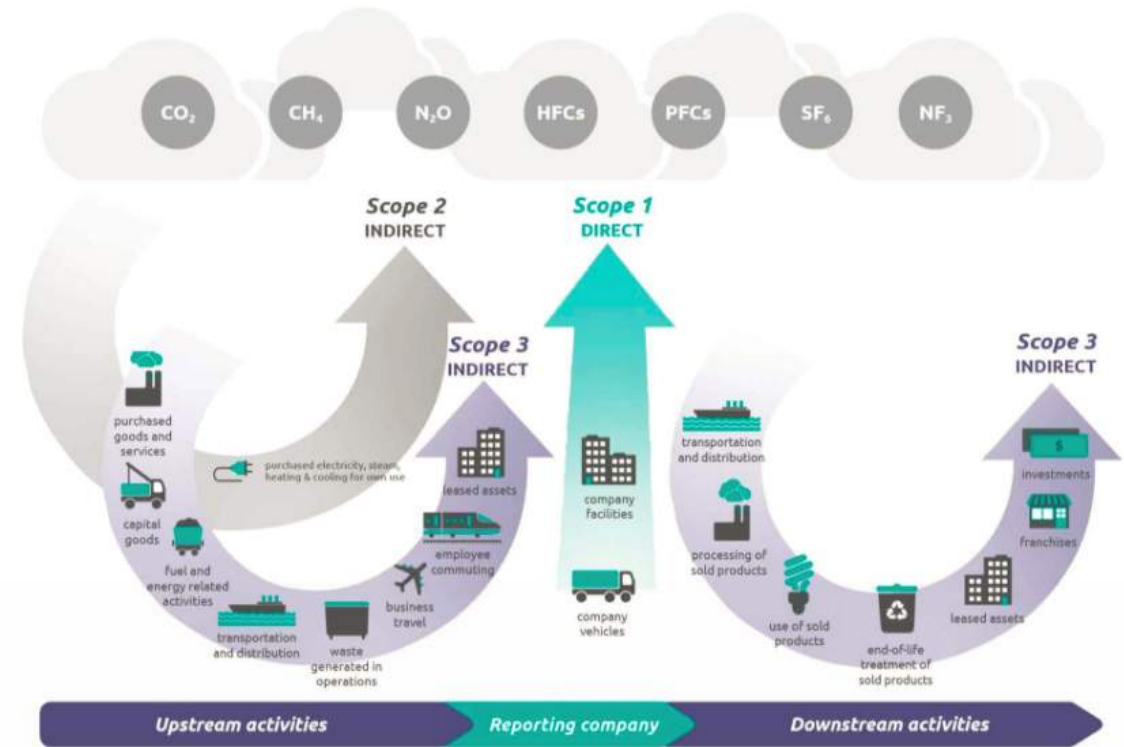 CO₂
CH₄
N₂O
HFCs
PFCs
SF₆
NF₃
Scope 2
INDIRECT
Scope 1
DIRECT
Scope 3
INDIRECT
Scope 3
INDIRECT
purchased
goods and
services
capital
goods
fuel and
energy related
activities
purchased electricity, steam,
heating & cooling for own use
transportation
and distribution
waste
generated in
operations
business
travel
employee
commuting
leased assets
company
facilities
company
vehicles
transportation
and distribution
processing of
sold products
use of sold
products
end-of-life
treatment of
sold products
leased assets
franchises
$
investments
Upstream activities
Reporting company
Downstream activities